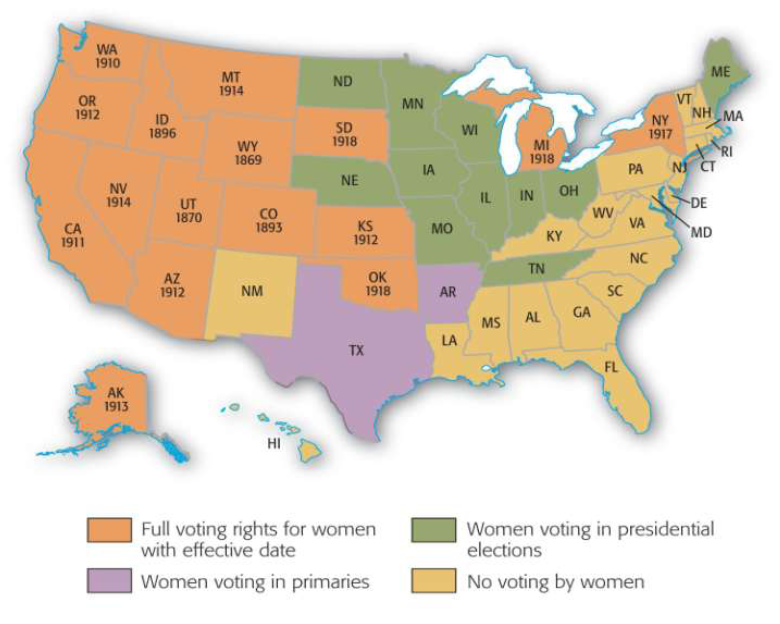 WA
1910
MT
1914
ND
MN
ME
OR
1912
ID
1896
SD
1918
WI
MI
1918
NY
1917
VT
NH
MA
RI
CT
WY
1869
NE
IA
PA
NJ
NV
1914
UT
1870
CO
1893
IL
IN
OH
DE
MD
CA
1911
KS
1912
MO
KY
WV
VA
AZ
1912
NM
OK
1918
AR
TN
NC
SC
TX
LA
MS
AL
GA
FL
AK
1913
HI
Full voting rights for women
with effective date
Women voting in primaries
Women voting in presidential
elections
No voting by women